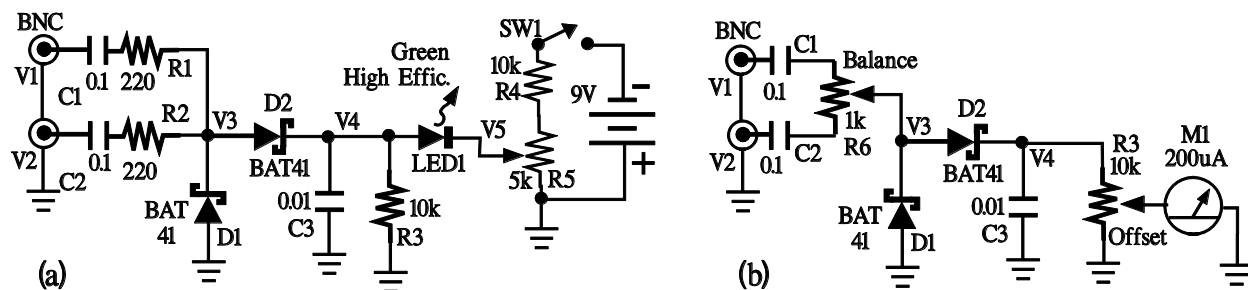 BNC
V1
C1
0.1
220
R1
R2
V2
C2
0.1
220
V3
D2
BAT41
BAT
41
D1
V4
0.01
C3
10k
R3
Green
High Effic.
LED1
V5
SW1
10k
R4
5k
R5
9V
(a)
BNC
V1
C1
0.1
Balance
1k
R6
V2
0.1
C2
V3
D2
BAT41
BAT
41
D1
V4
0.01
C3
R3
10k
Offset
M1
200uA
(b)